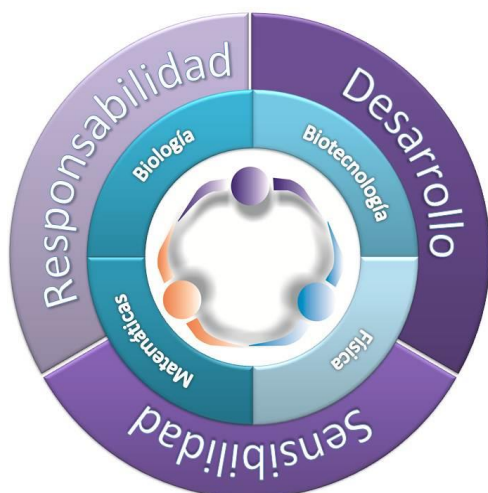 Responsabilidad
Desarrollo
Sensibilidad
Biología
Biotecnología
Física
Matemáticas